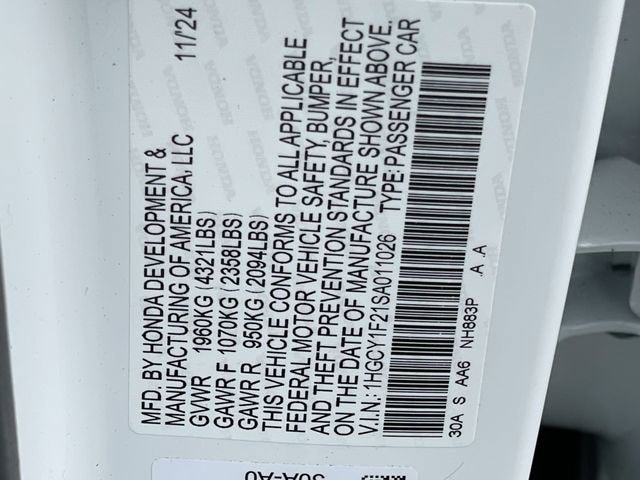 MFD. BY HONDA DEVELOPMENT & 11/'24
MANUFACTURING OF AMERICA, LLC
GVWR 1960KG (4321LBS)
GAWR F 1070KG (2358LBS)
GAWR R 950KG (2094LBS)
THIS VEHICLE CONFORMS TO ALL APPLICABLE
FEDERAL MOTOR VEHICLE SAFETY, BUMPER,
AND THEFT PREVENTION STANDARDS IN EFFECT
ON THE DATE OF MANUFACTURE SHOWN ABOVE.
V.I.N.: 1HGCY1F21SA011026 TYPE: PASSENGER CAR
30A S AA6 NH883P .A .A
HONDA